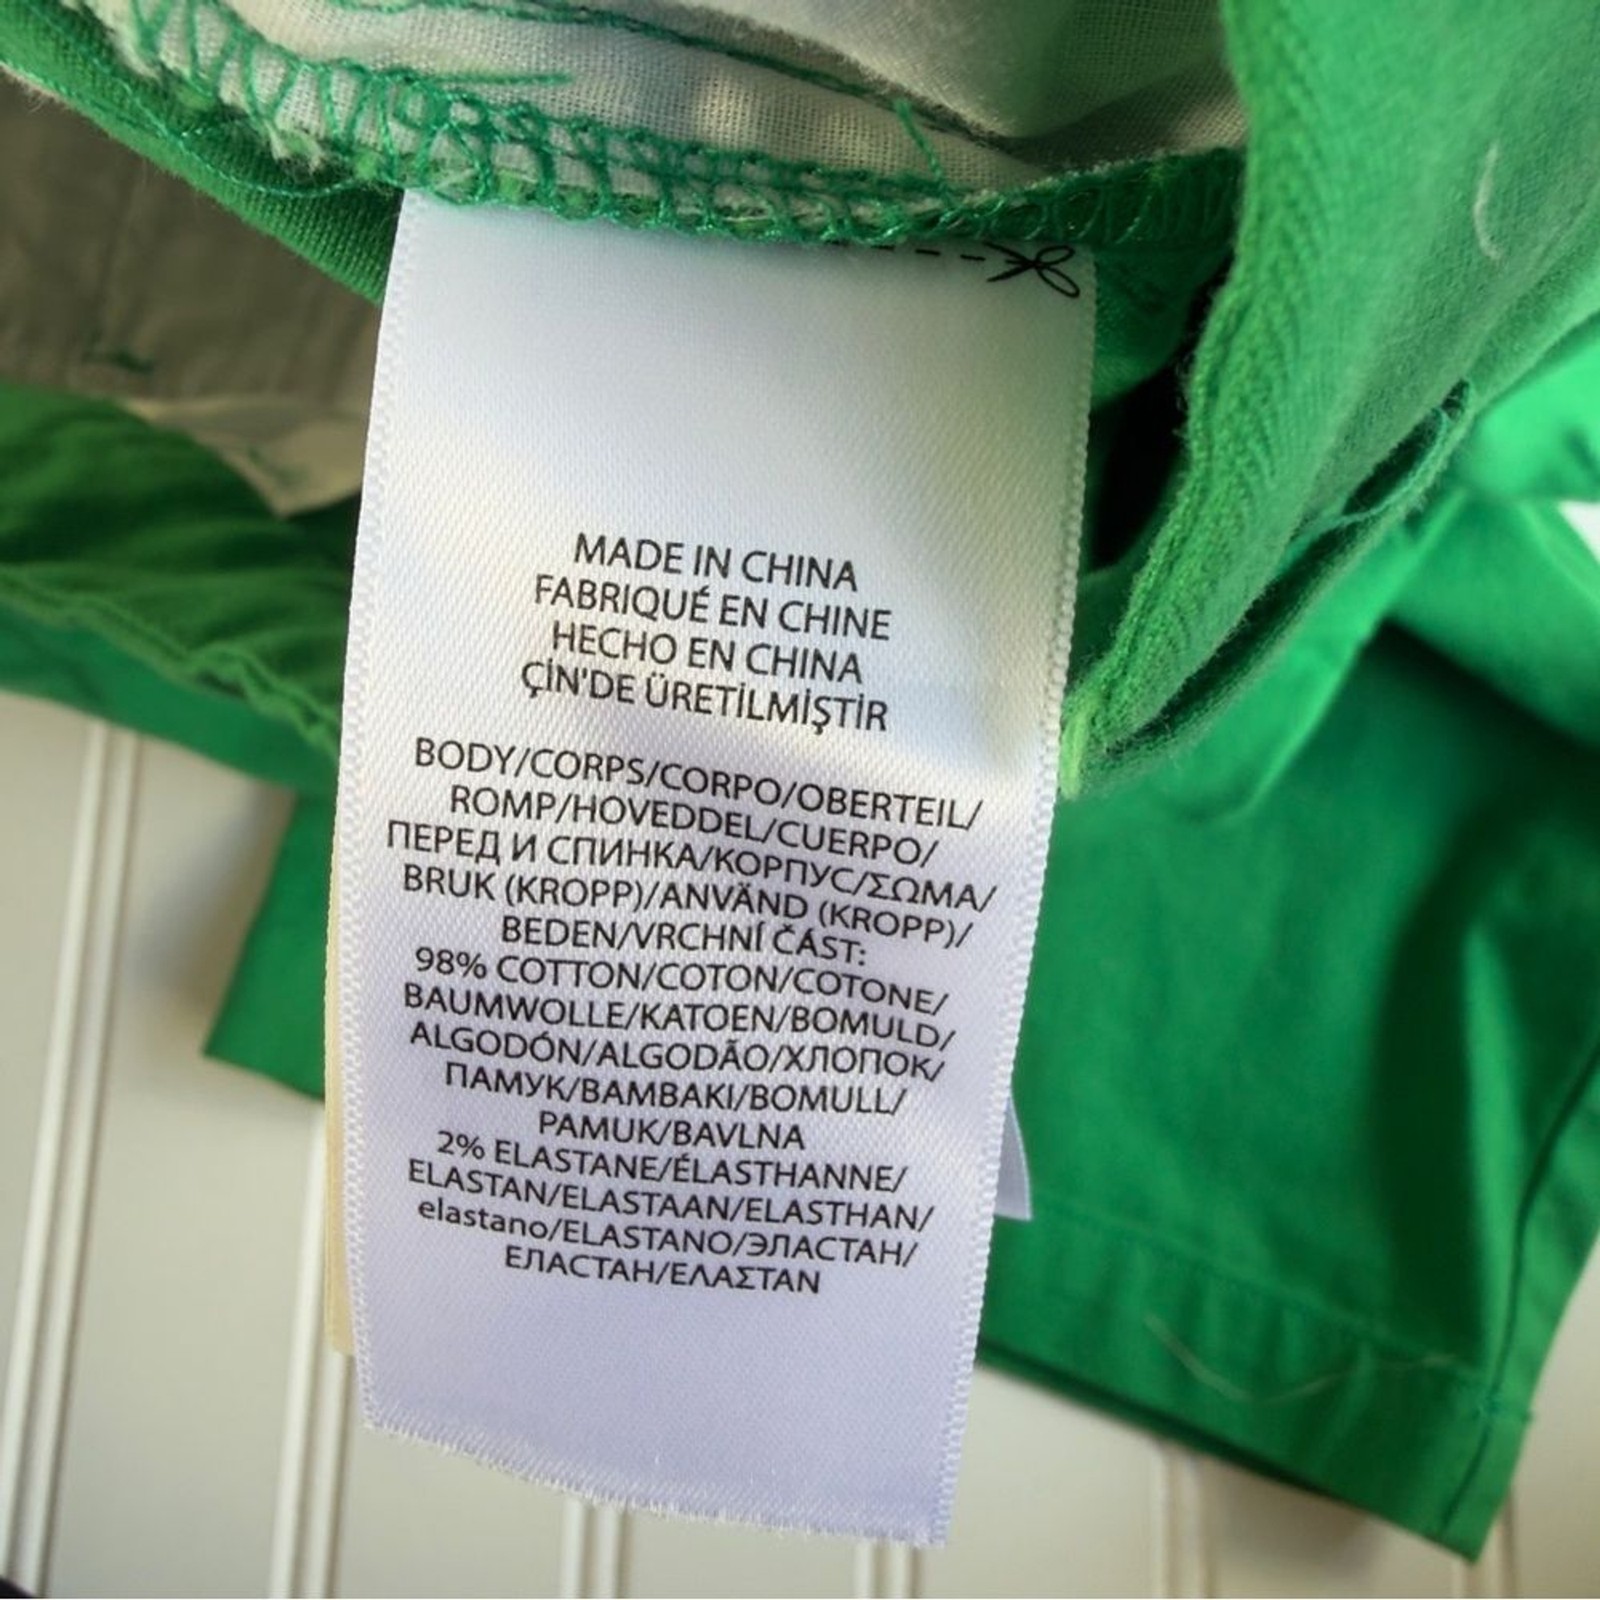 MADE IN CHINA
FABRIQUÉ EN CHINE
HECHO EN CHINA
ÇİN'DE ÜRETİLMİŞTİR
BODY/CORPS/CORPO/OBERTEIL/
ROMP/HOVEDDEL/CUERPO/
ПЕРЕД И СПИНКА/КОРПУС/ΣΩΜΑ/
BRUK (KROPP)/ANVÄND (KROPP)/
BEDEN/VRCHNÍ ČÁST:
98% COTTON/COTON/COTONE/
BAUMWOLLE/KATOEN/BOMULD/
ALGODÓN/ALGODÃO/ХЛОПОК/
ПАМУК/BAMBAKI/BOMULL/
PAMUK/BAVLNA
2% ELASTANE/ÉLASTHANNE/
ELASTAN/ELASTAAN/ELASTHAN/
elastano/ELASTANO/ЭЛАСТАН/
ЕЛАСТАН/ΕΛΑΣΤΑΝ